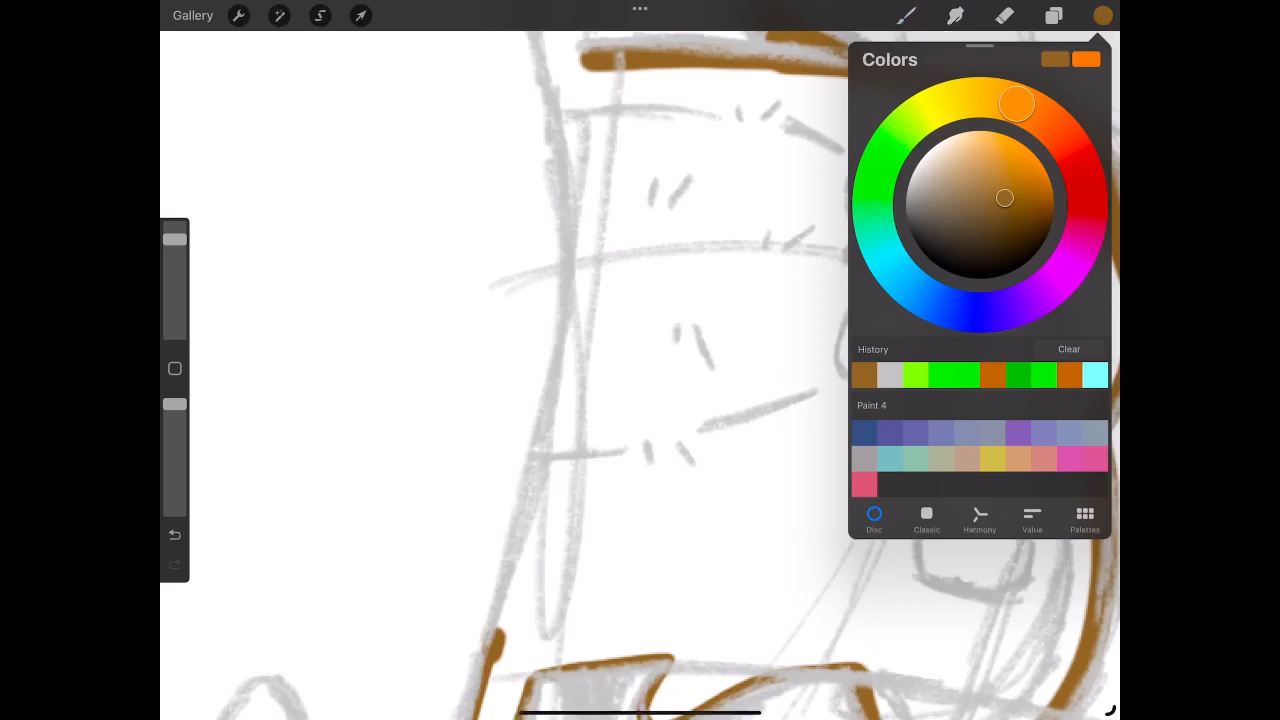 Gallery
Colors
History
Clear
Paint 4
Disc
Classic
Harmony
Value
Palettes